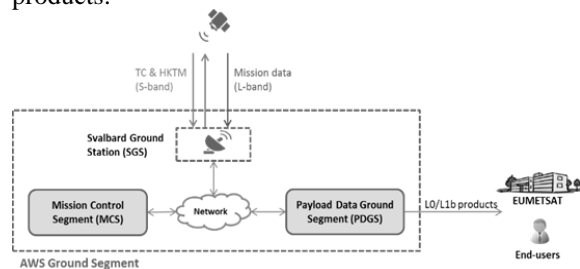 products.
TC & HKTM
(S-band)
Mission data
(L-band)
Svalbard Ground
Station (SGS)
Mission Control
Segment (MCS)
Network
Payload Data Ground
Segment (PDGS)
L0/L1b products
EUMETSAT
End-users
AWS Ground Segment